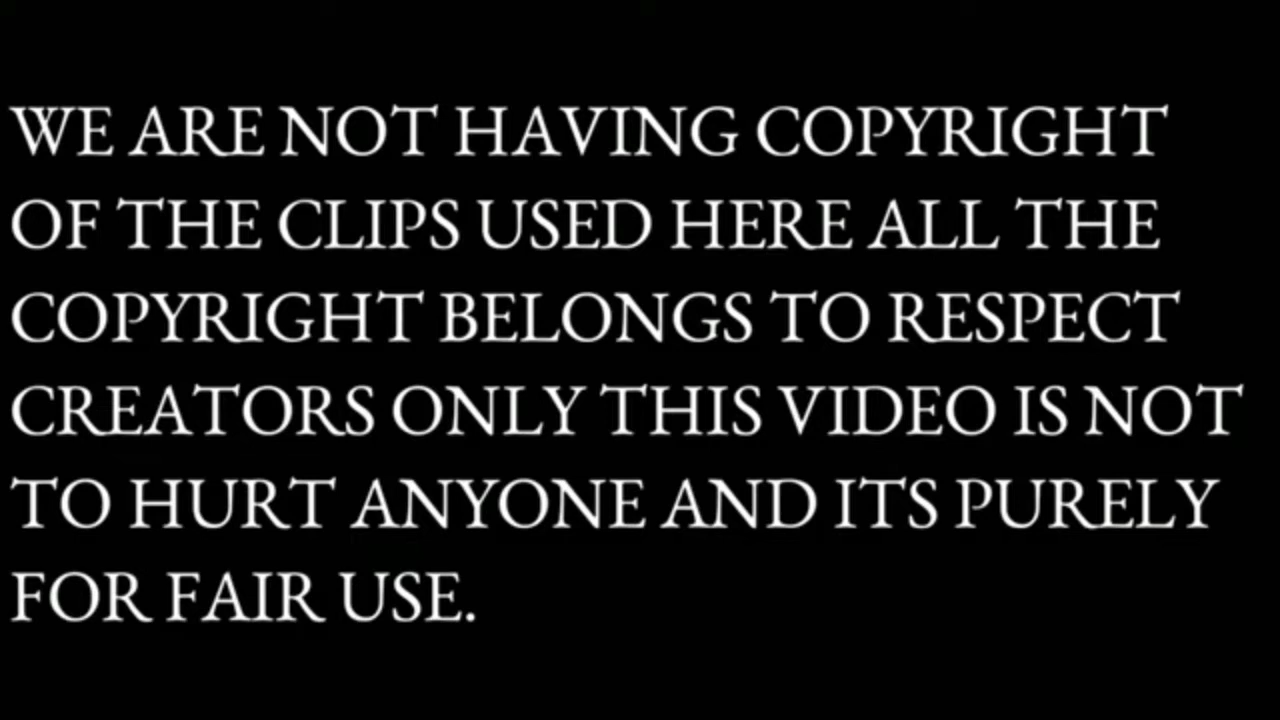 WE ARE NOT HAVING COPYRIGHT
OF THE CLIPS USED HERE ALL THE
COPYRIGHT BELONGS TO RESPECT
CREATORS ONLY THIS VIDEO IS NOT
TO HURT ANYONE AND ITS PURELY
FOR FAIR USE.